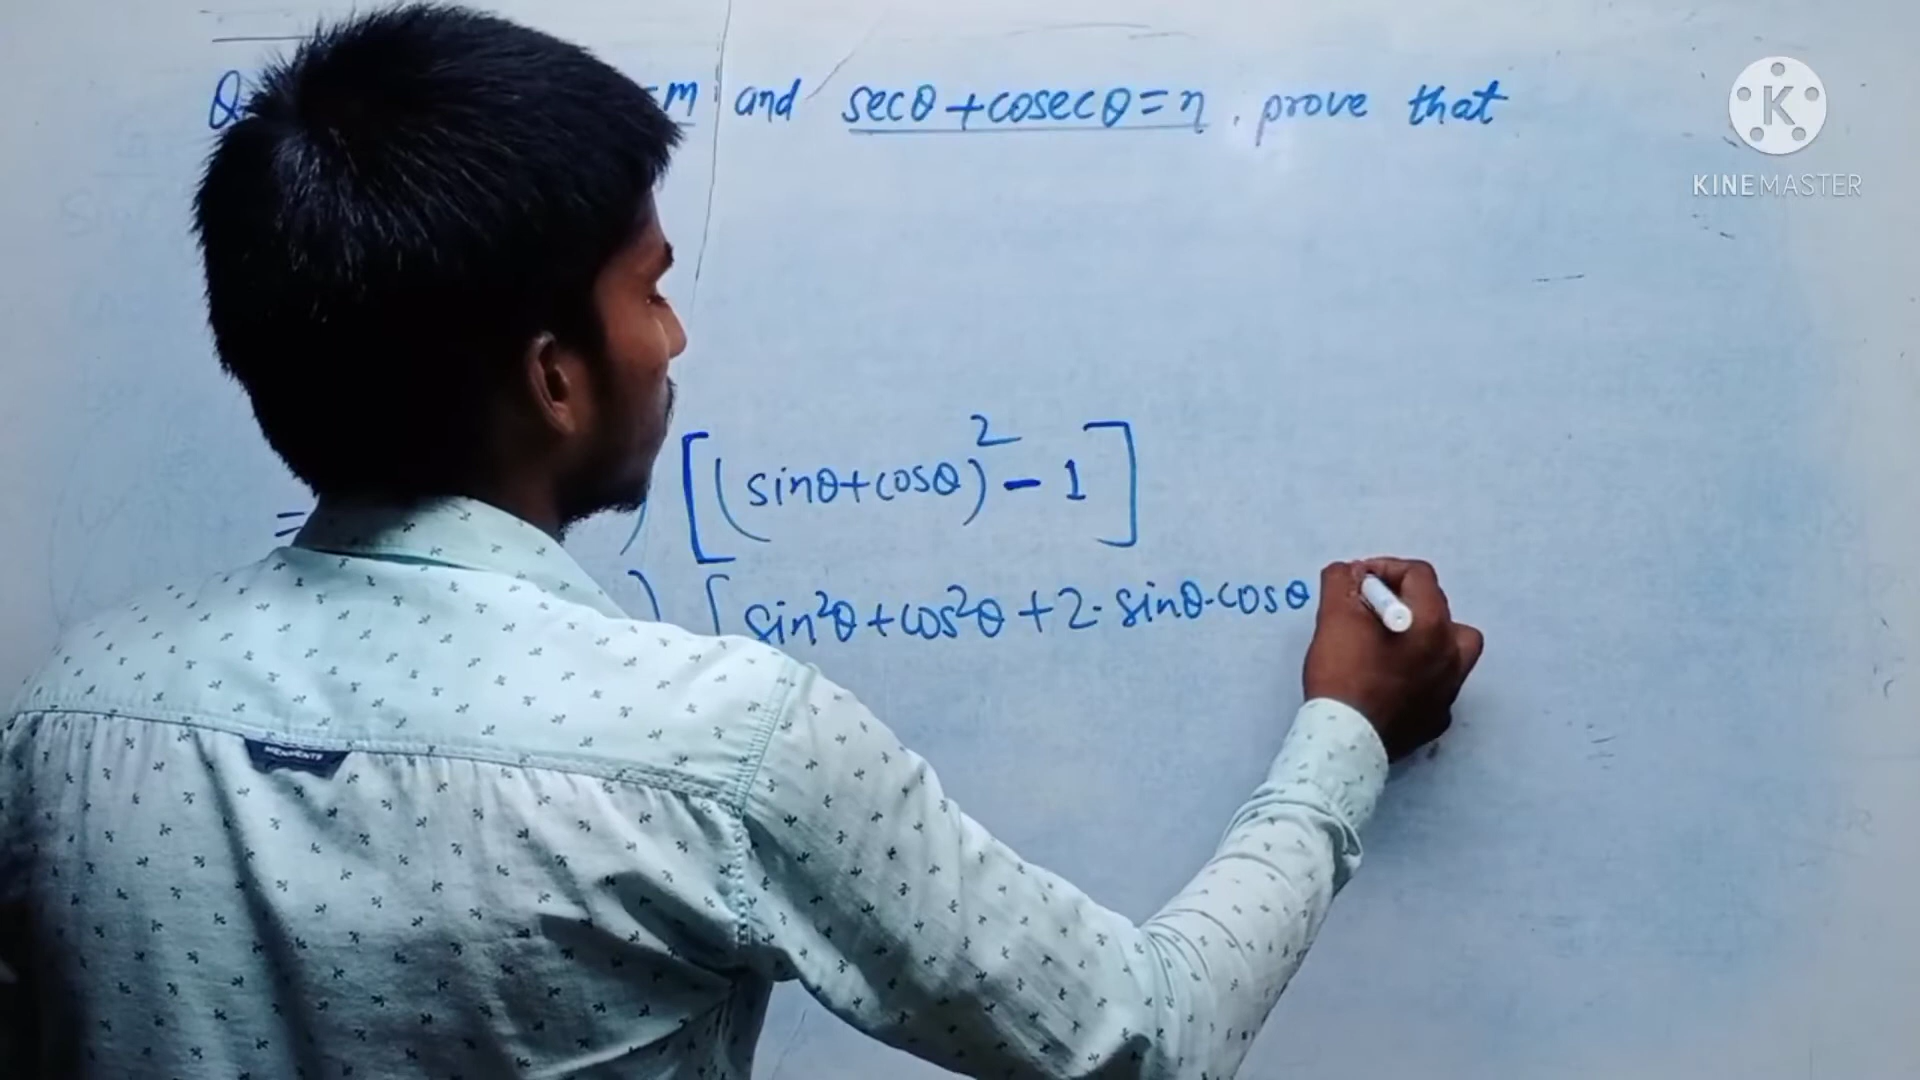 Q =m and secθ+cosecθ=n, prove that
KINEMASTER
= ) [(sinθ+cosθ)² - 1]
) [sin²θ+cos²θ+2·sinθ·cosθ